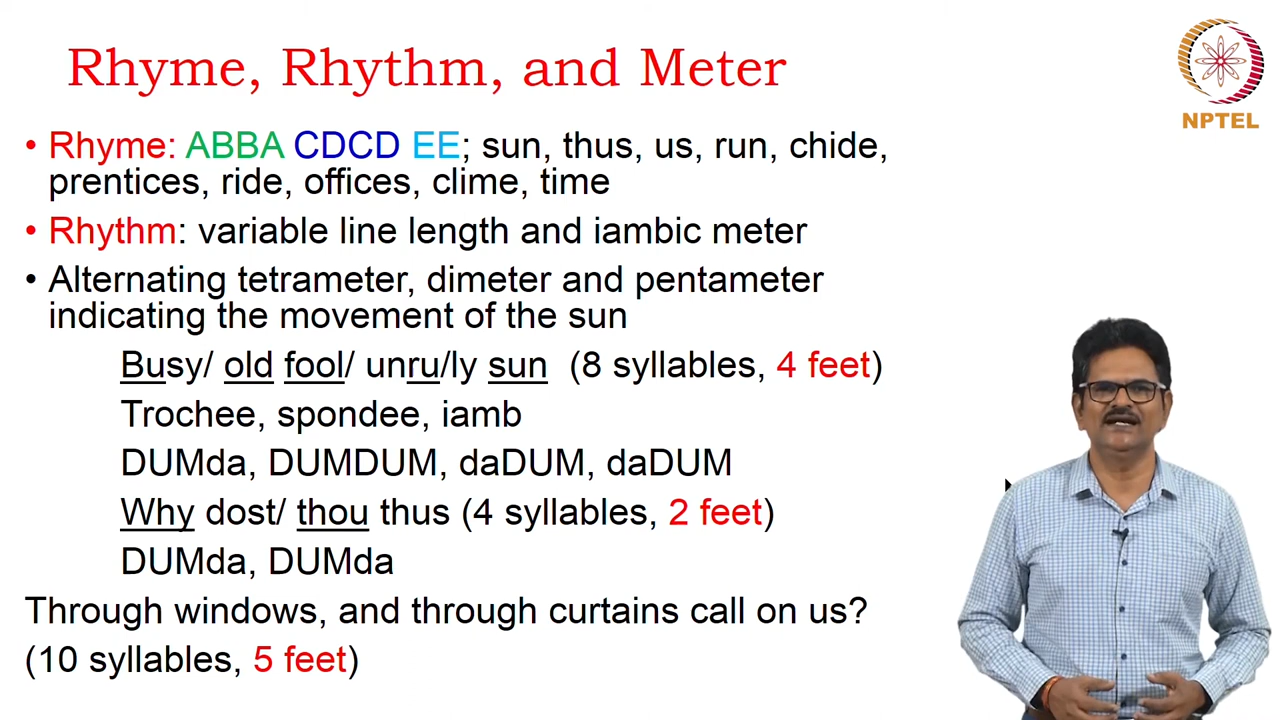 Rhyme, Rhythm, and Meter
NPTEL
• Rhyme: ABBA CDCD EE; sun, thus, us, run, chide,
prentices, ride, offices, clime, time
• Rhythm: variable line length and iambic meter
• Alternating tetrameter, dimeter and pentameter
indicating the movement of the sun
Busy/ old fool/ unru/ly sun (8 syllables, 4 feet)
Trochee, spondee, iamb
DUMda, DUMDUM, daDUM, daDUM
Why dost/ thou thus (4 syllables, 2 feet)
DUMda, DUMda
Through windows, and through curtains call on us?
(10 syllables, 5 feet)